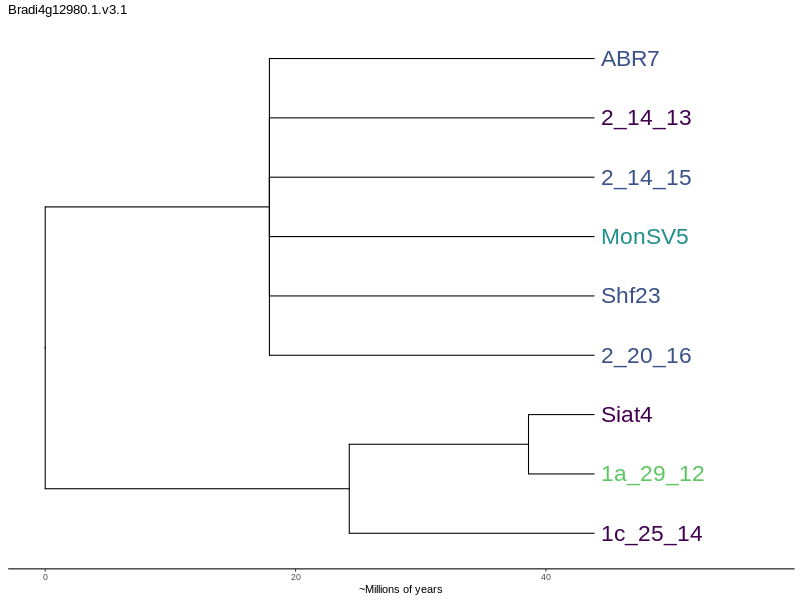 Bradi4g12980.1.v3.1
ABR7
2_14_13
2_14_15
MonSV5
Shf23
2_20_16
Siat4
1a_29_12
1c_25_14
0 20 40
~Millions of years